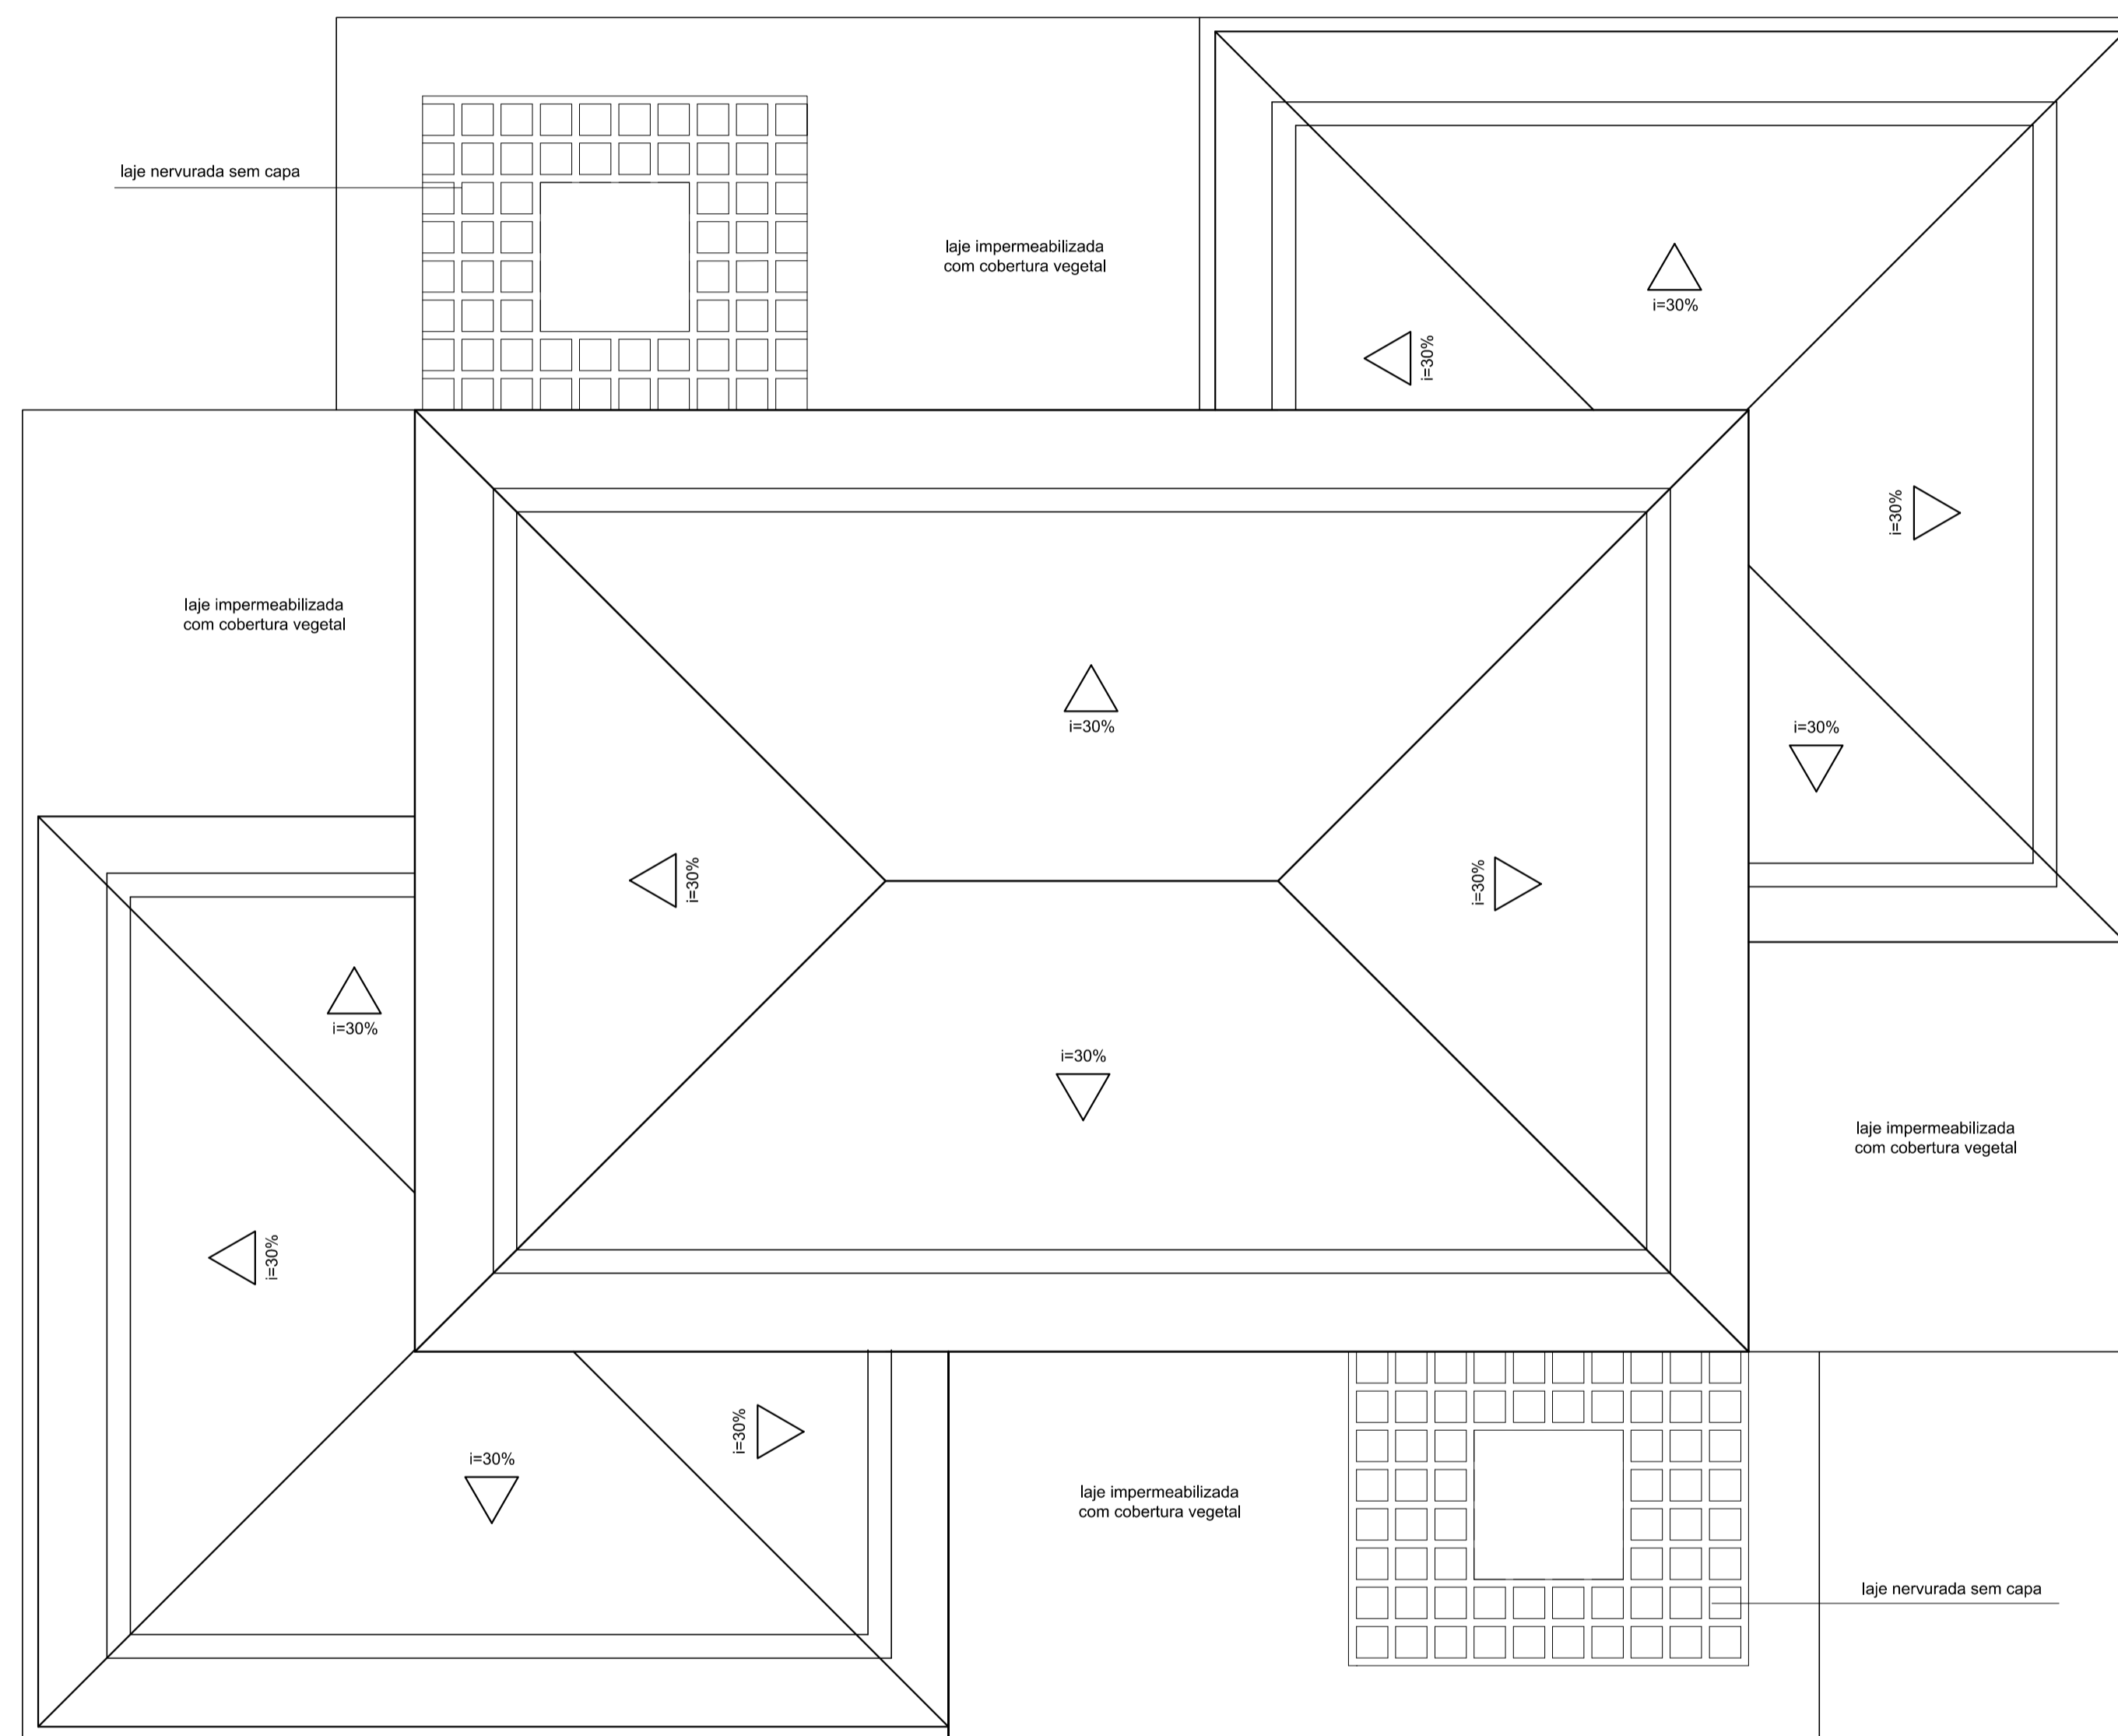 laje nervurada sem capa
laje impermeabilizada
com cobertura vegetal
i=30%
i=30%
i=30%
laje impermeabilizada
com cobertura vegetal
i=30%
i=30%
i=30%
i=30%
i=30%
i=30%
laje impermeabilizada
com cobertura vegetal
i=30%
i=30%
i=30%
laje impermeabilizada
com cobertura vegetal
laje nervurada sem capa